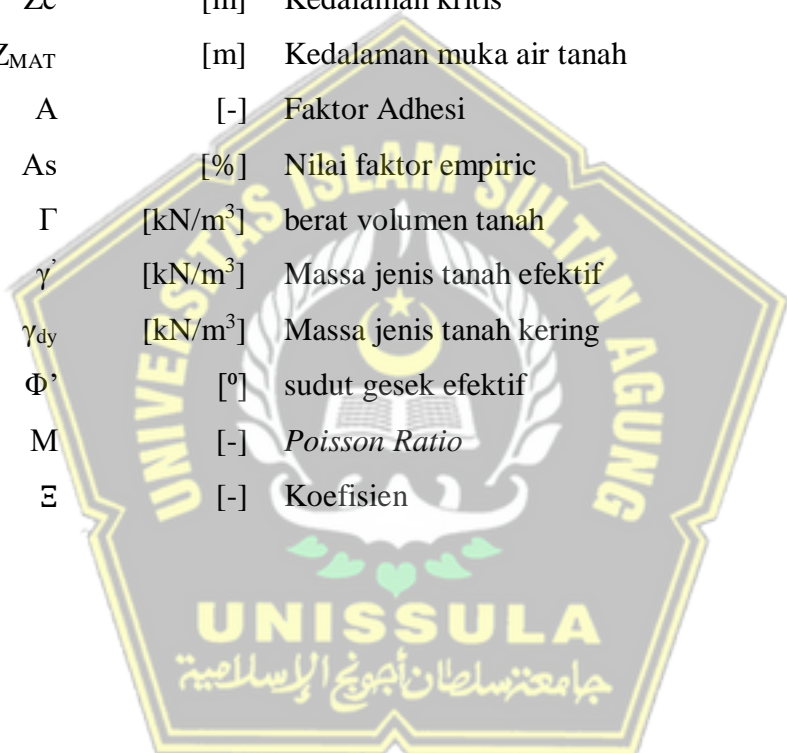 Zc [m] Kedalaman kritis
Z_MAT [m] Kedalaman muka air tanah
Α [-] Faktor Adhesi
As [%] Nilai faktor empiric
Γ [kN/m³] berat volumen tanah
γ’ [kN/m³] Massa jenis tanah efektif
γdy [kN/m³] Massa jenis tanah kering
Φ’ [º] sudut gesek efektif
Μ [-] Poisson Ratio
Ξ [-] Koefisien
UNIVERSITAS ISLAM SULTAN AGUNG
UNISSULA
جامعتسلطان أجونج الإسلامية